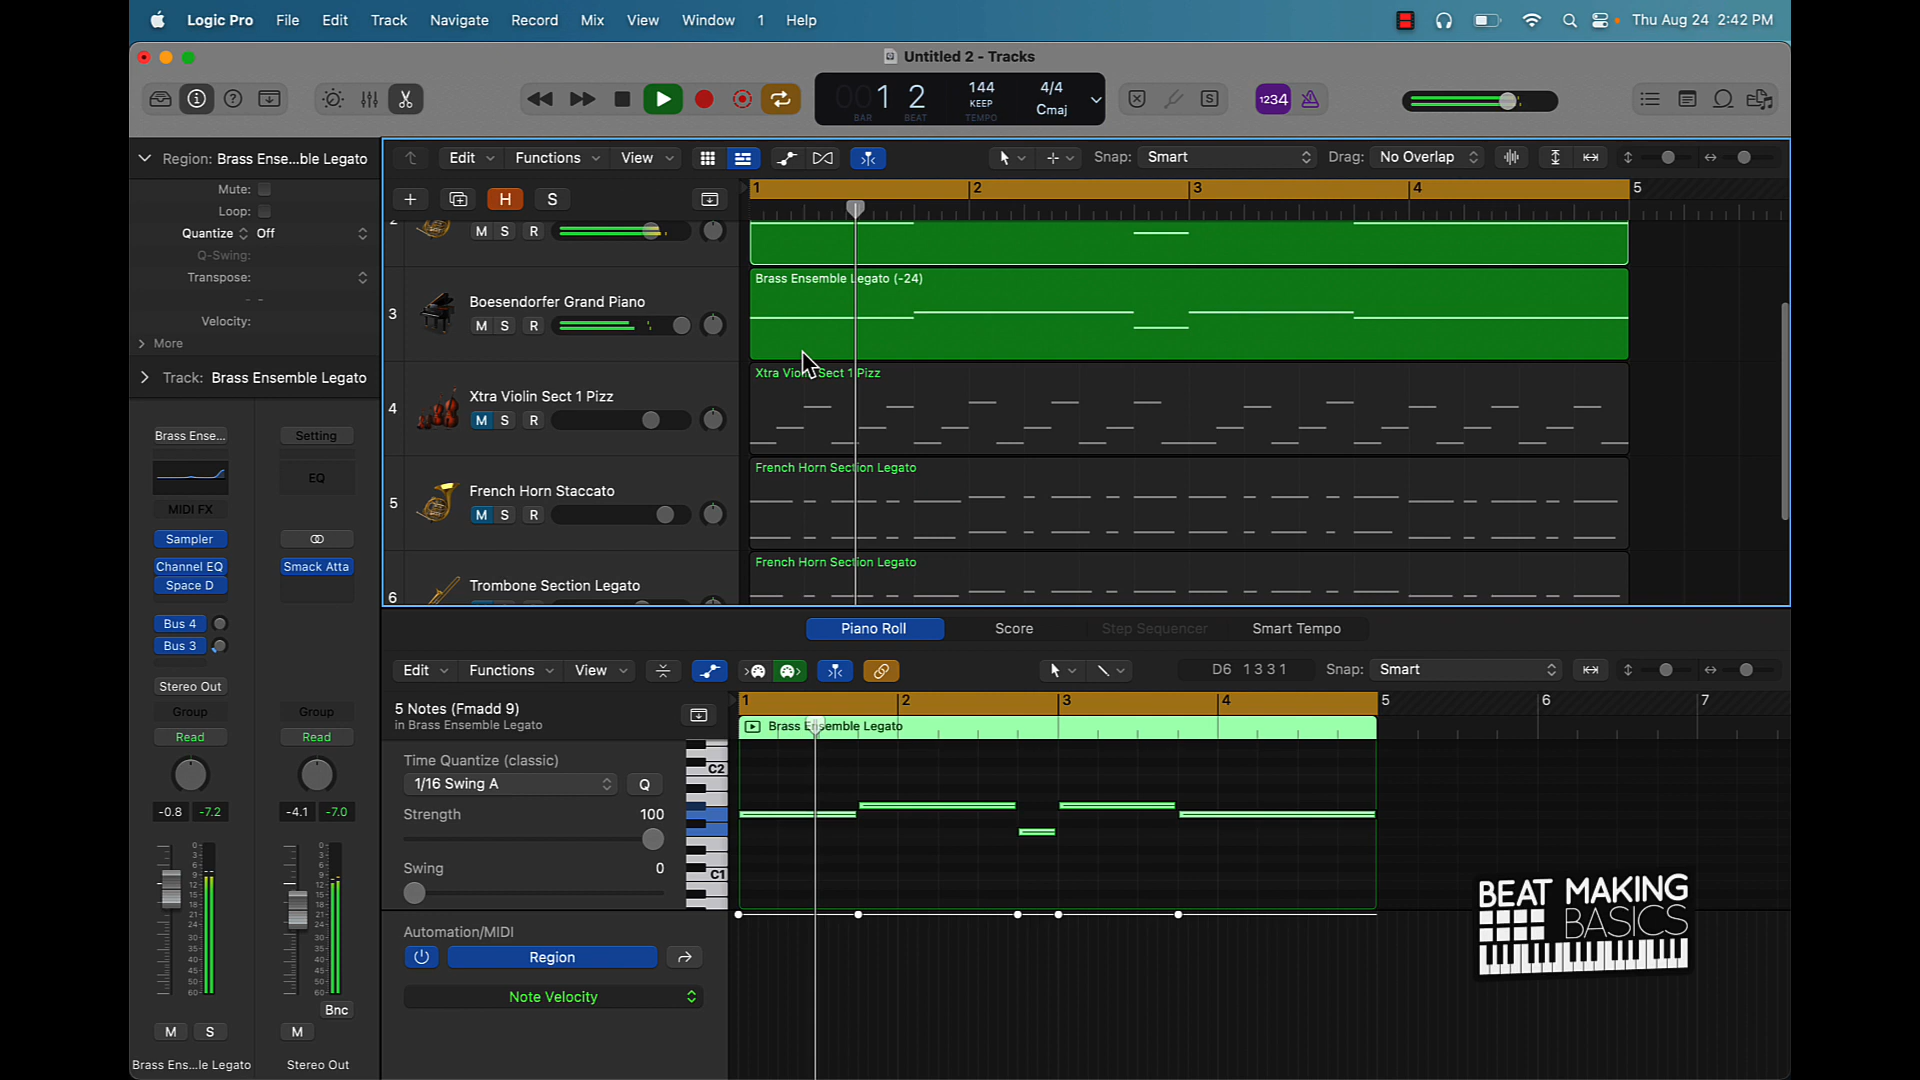 Logic Pro File Edit Track Navigate Record Mix View Window 1 Help Thu Aug 24 2:42 PM
Untitled 2 - Tracks
1234
001 2 144 4/4
KEEP Cmaj
BAR BEAT TEMPO
Region: Brass Ense...ble Legato
Mute:
Loop:
Quantize Off
Q-Swing:
Transpose:
Velocity:
More
Track: Brass Ensemble Legato
Brass Ense...
Setting
EQ
MIDI FX
Sampler
Channel EQ
Smack Atta
Space D
Bus 4
Bus 3
Stereo Out
Group
Group
Read
Read
-0.8 -7.2
-4.1 -7.0
Bnc
M S
M
Brass Ens...le Legato
Stereo Out
Edit Functions View Snap: Smart Drag: No Overlap
H S
1 2 3 4 5
2
M S R
3
Boesendorfer Grand Piano
M S R
Brass Ensemble Legato (-24)
4
Xtra Violin Sect 1 Pizz
M S R
Xtra Violin Sect 1 Pizz
5
French Horn Staccato
M S R
French Horn Section Legato
6
Trombone Section Legato
French Horn Section Legato
Piano Roll Score Step Sequencer Smart Tempo
Edit Functions View D6 1 3 3 1 Snap: Smart
5 Notes (Fmadd 9)
in Brass Ensemble Legato
1 2 3 4 5 6 7
Brass Ensemble Legato
Time Quantize (classic)
1/16 Swing A Q
Strength 100
Swing 0
C2
C1
Automation/MIDI
Region
Note Velocity
BEAT MAKING
BASICS